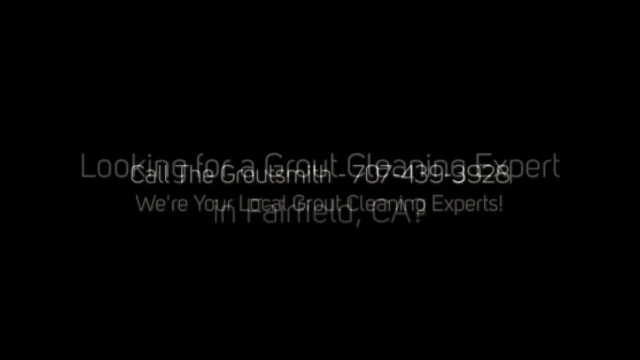 Looking for a Grout Cleaning Expert
in Fairfield, CA?
Call The Groutsmith - 707-439-3928
We're Your Local Grout Cleaning Experts!